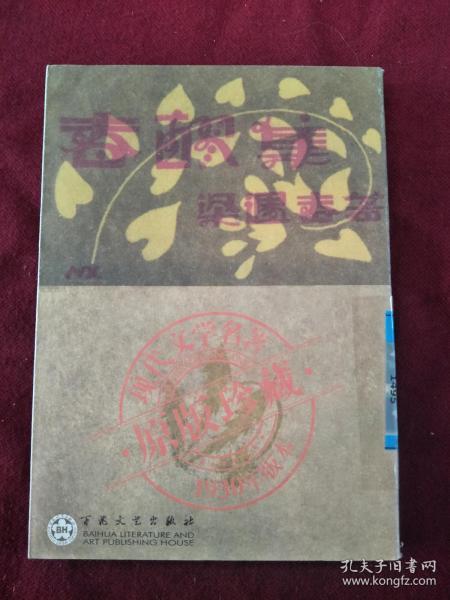 春醪集
梁遇春著
现代文学名著
·原版珍藏·
1930年版本
1495
BH
百花文艺出版社
BAIHUA LITERATURE AND
ART PUBLISHING HOUSE
孔夫子旧书网
www.kongfz.com